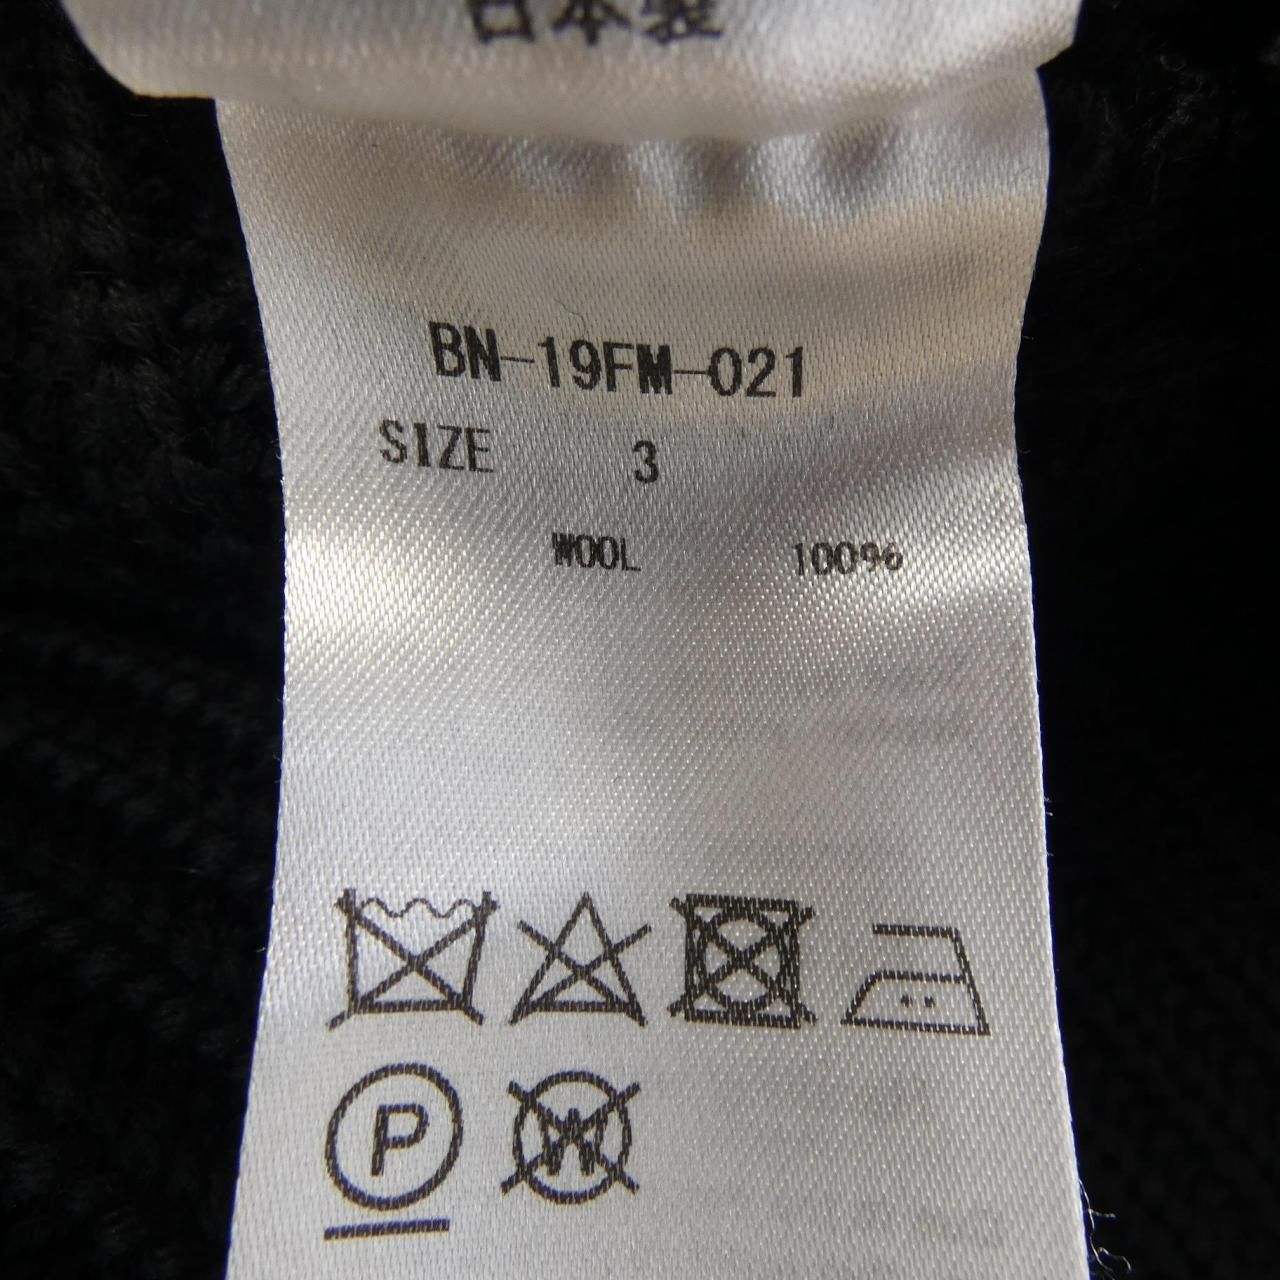 日本製
BN-19FM-021
SIZE 3
WOOL 100%
P
W